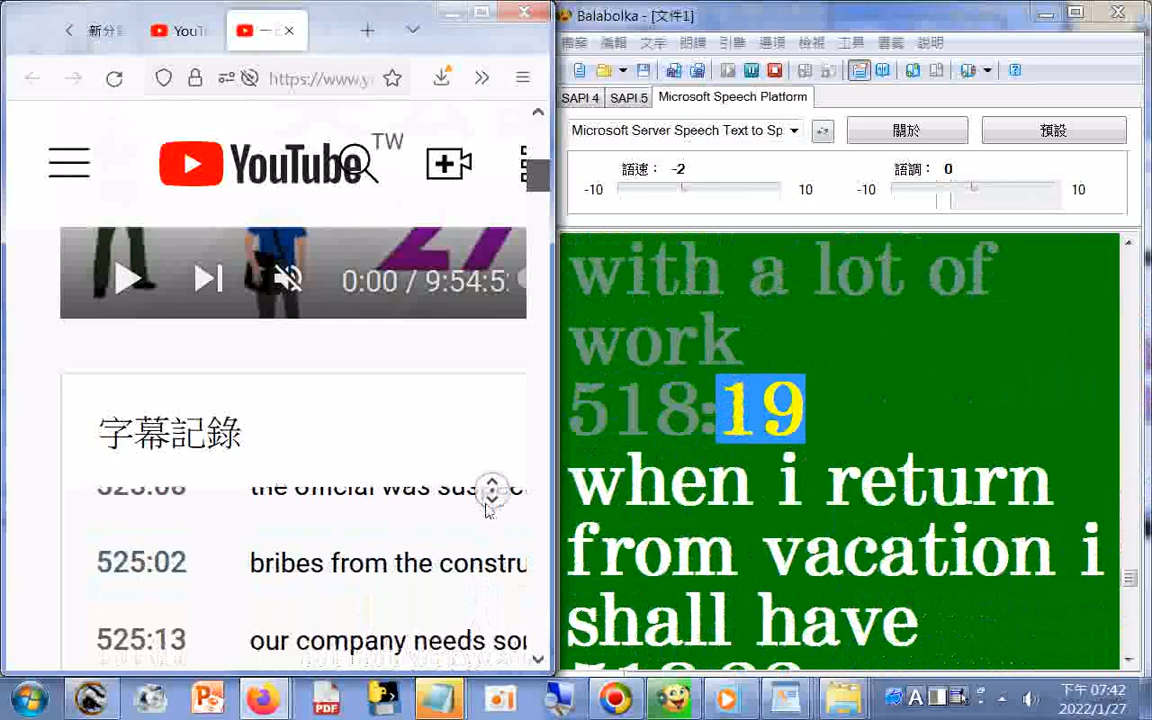 新分
YouT
一
https://www.y
YouTube
TW
0:00 / 9:54:5
字幕記錄
525:02
bribes from the constru
525:13
our company needs sou
Balabolka - [文件1]
檔案 編輯 文字 朗讀 引擎 選項 檢視 工具 書籤 說明
SAPI 4 SAPI 5 Microsoft Speech Platform
Microsoft Server Speech Text to Sp
關於
預設
語速： -2
-10
10
語調： 0
-10
10
with a lot of
work
518:19
when i return
from vacation i
shall have
PDF
A
下午 07:42
2022/1/27